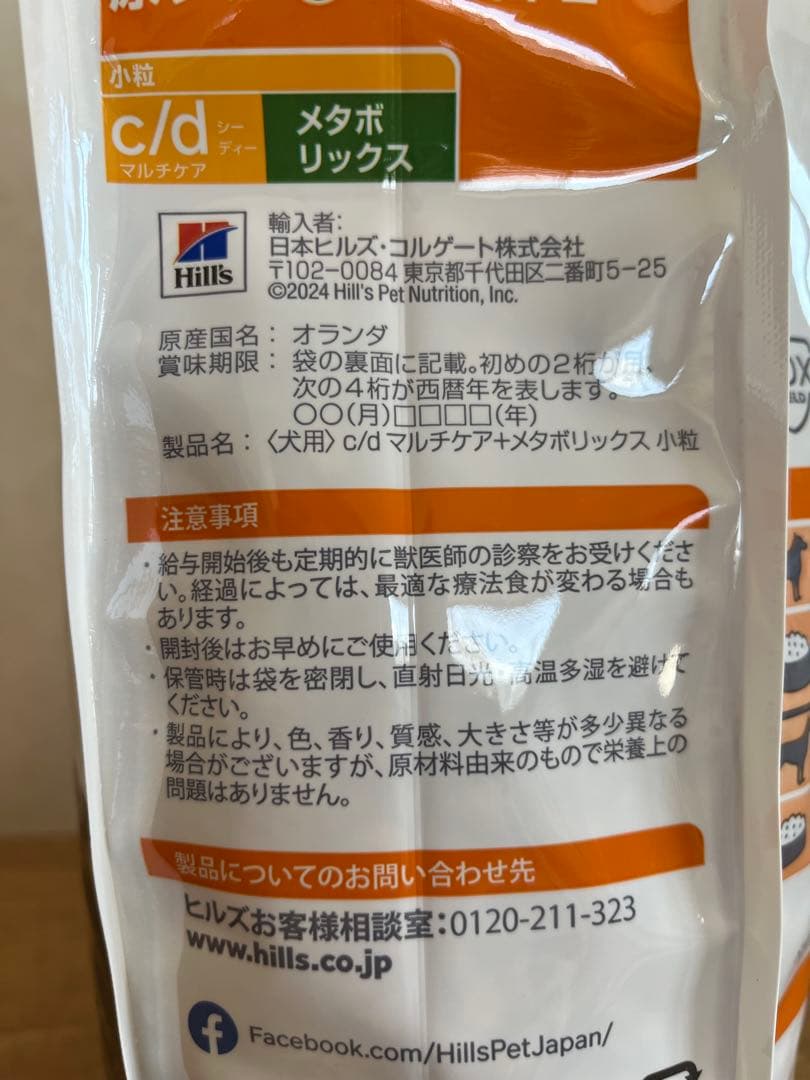 小粒
c/d シーディー
マルチケア
メタボ
リックス
Hill's
輸入者:
日本ヒルズ・コルゲート株式会社
〒102-0084 東京都千代田区二番町5-25
©2024 Hill's Pet Nutrition, Inc.
原産国名： オランダ
賞味期限： 袋の裏面に記載。初めの2桁が月、
次の4桁が西暦年を表します。
○○(月)□□□□(年)
製品名： 〈犬用〉 c/d マルチケア+メタボリックス 小粒
注意事項
・給与開始後も定期的に獣医師の診察をお受けくださ
い。経過によっては、最適な療法食が変わる場合も
あります。
・開封後はお早めにご使用ください。
・保管時は袋を密閉し、直射日光・高温多湿を避けて
ください。
・製品により、色、香り、質感、大きさ等が多少異なる
場合がございますが、原材料由来のもので栄養上の
問題はありません。
製品についてのお問い合わせ先
ヒルズお客様相談室：0120-211-323
www.hills.co.jp
Facebook.com/HillsPetJapan/